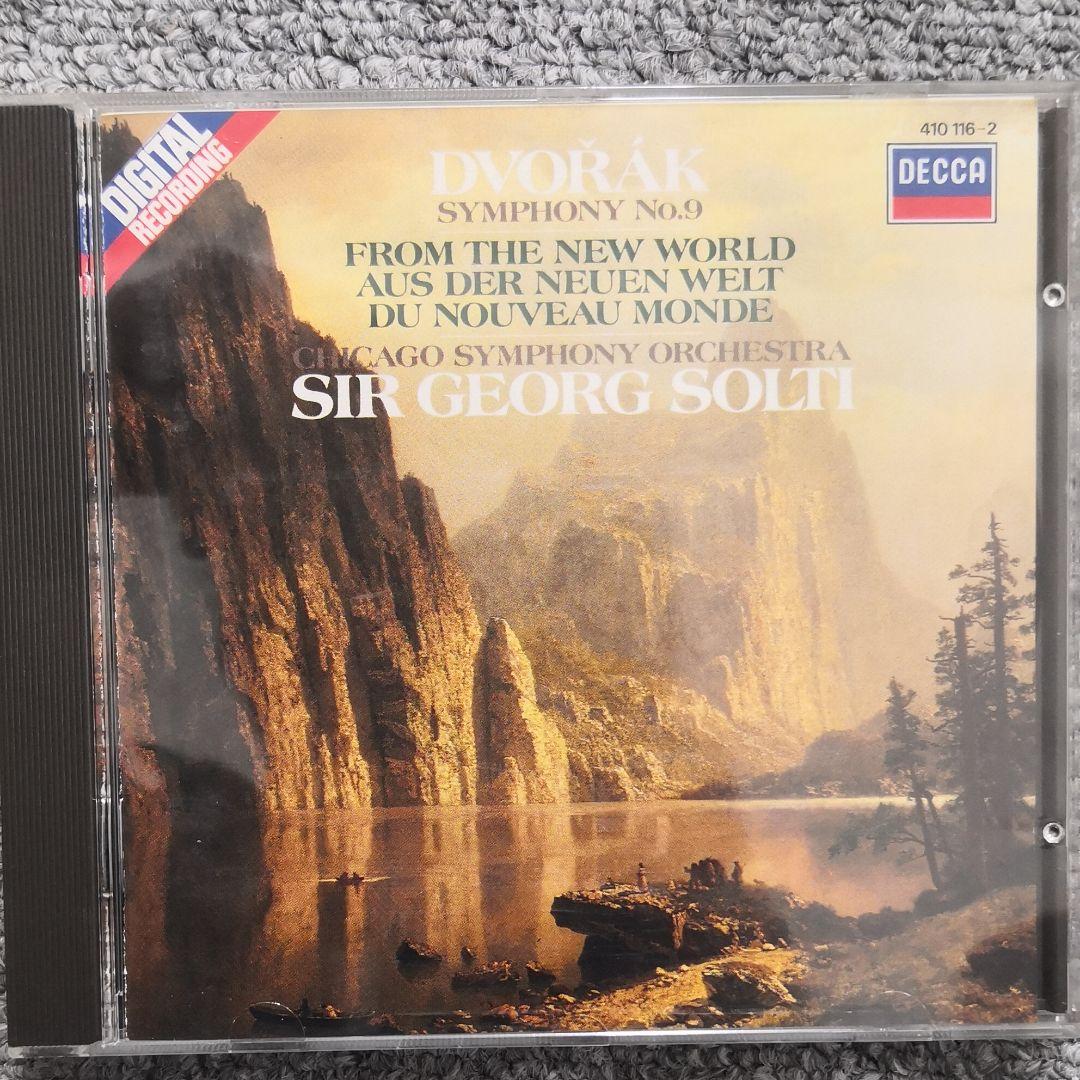 DIGITAL
RECORDING
410 116-2
DECCA
DVOŘÁK
SYMPHONY No.9
FROM THE NEW WORLD
AUS DER NEUEN WELT
DU NOUVEAU MONDE
CHICAGO SYMPHONY ORCHESTRA
SIR GEORG SOLTI